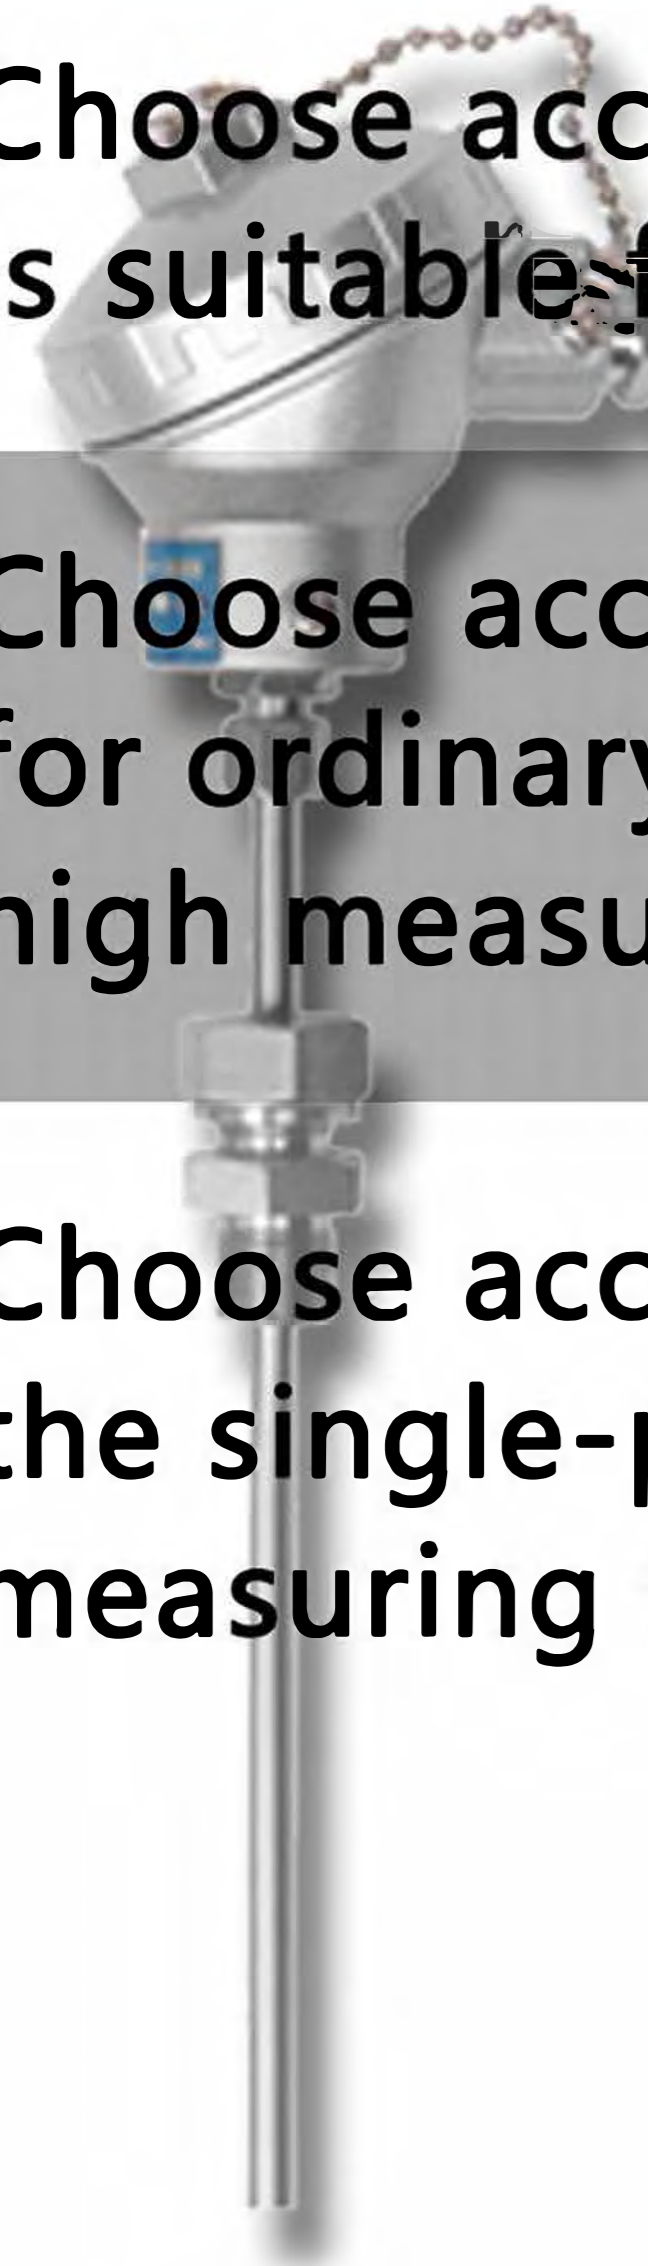 Choose acc
s suitable f
Choose acc
for ordinary
high measu
Choose acc
the single-p
measuring